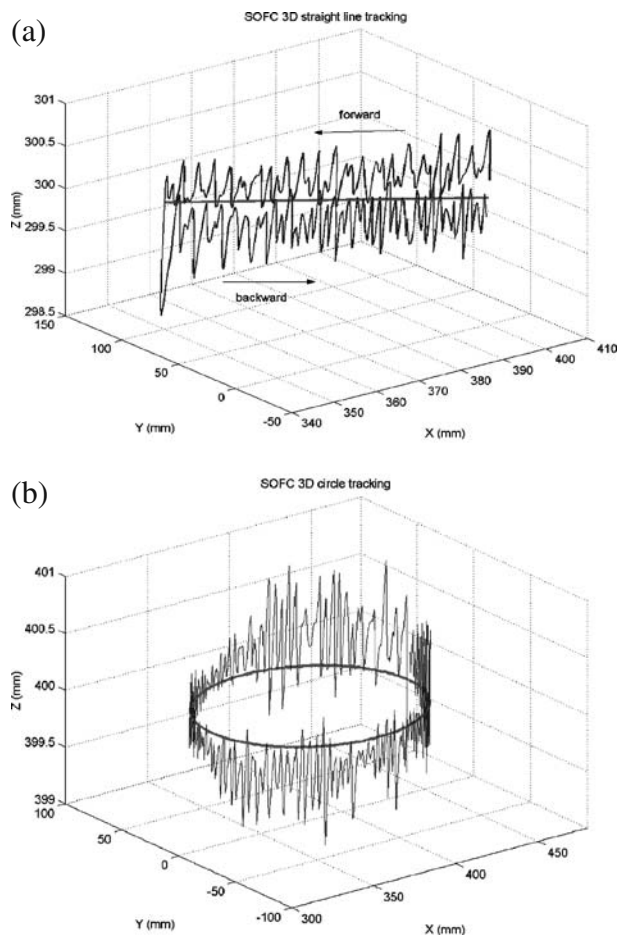 (a)
SOFC 3D straight line tracking
301
300.5
300
299.5
299
298.5
Z (mm)
forward
backward
150
100
50
0
-50
Y (mm)
340
350
360
370
380
390
400
410
X (mm)
(b)
SOFC 3D circle tracking
401
400.5
400
399.5
399
Z (mm)
100
50
0
-50
-100
Y (mm)
300
350
400
450
X (mm)